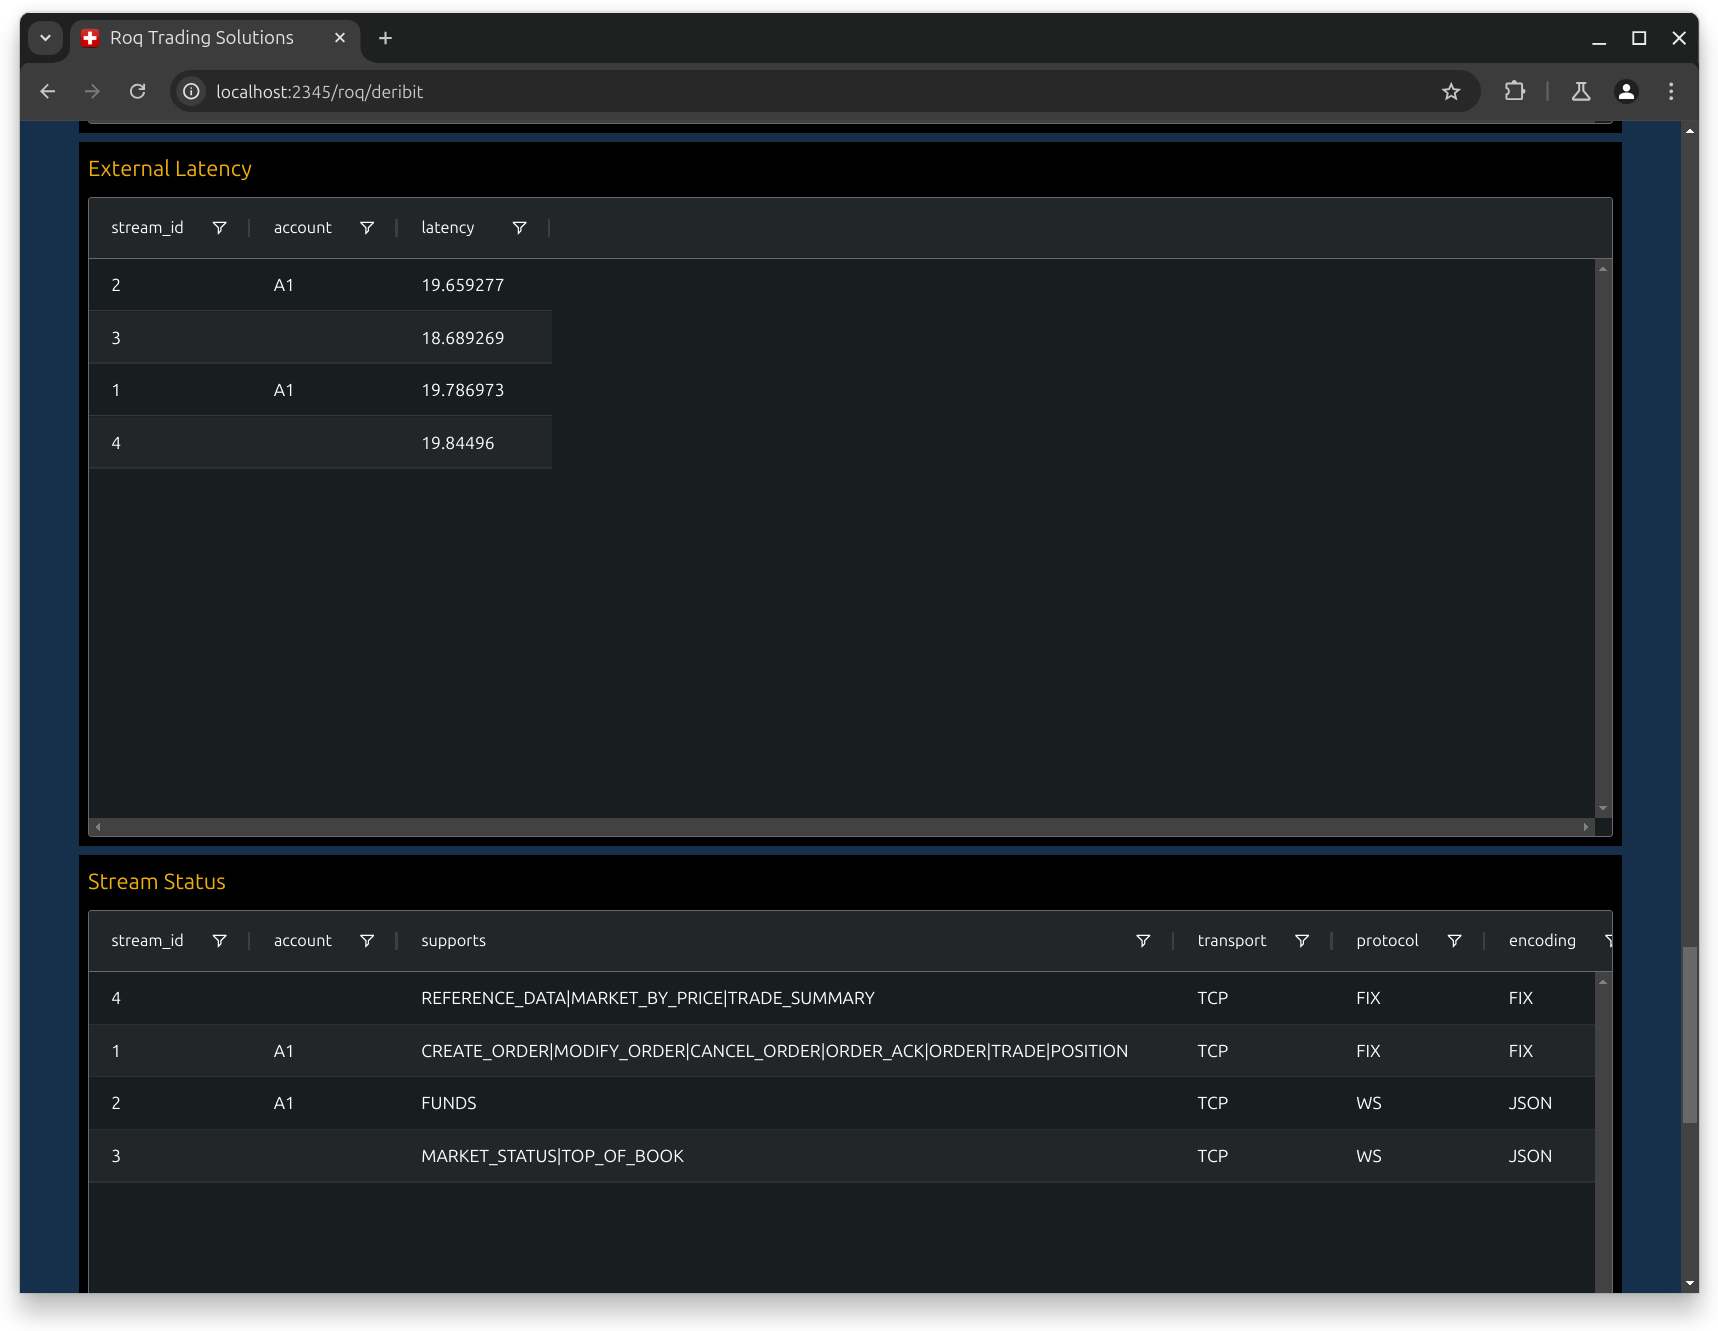 Roq Trading Solutions
localhost:2345/roq/deribit
External Latency
stream_id account latency
2 A1 19.659277
3 18.689269
1 A1 19.786973
4 19.84496
Stream Status
stream_id account supports transport protocol encoding
4 REFERENCE_DATA|MARKET_BY_PRICE|TRADE_SUMMARY TCP FIX FIX
1 A1 CREATE_ORDER|MODIFY_ORDER|CANCEL_ORDER|ORDER_ACK|ORDER|TRADE|POSITION TCP FIX FIX
2 A1 FUNDS TCP WS JSON
3 MARKET_STATUS|TOP_OF_BOOK TCP WS JSON